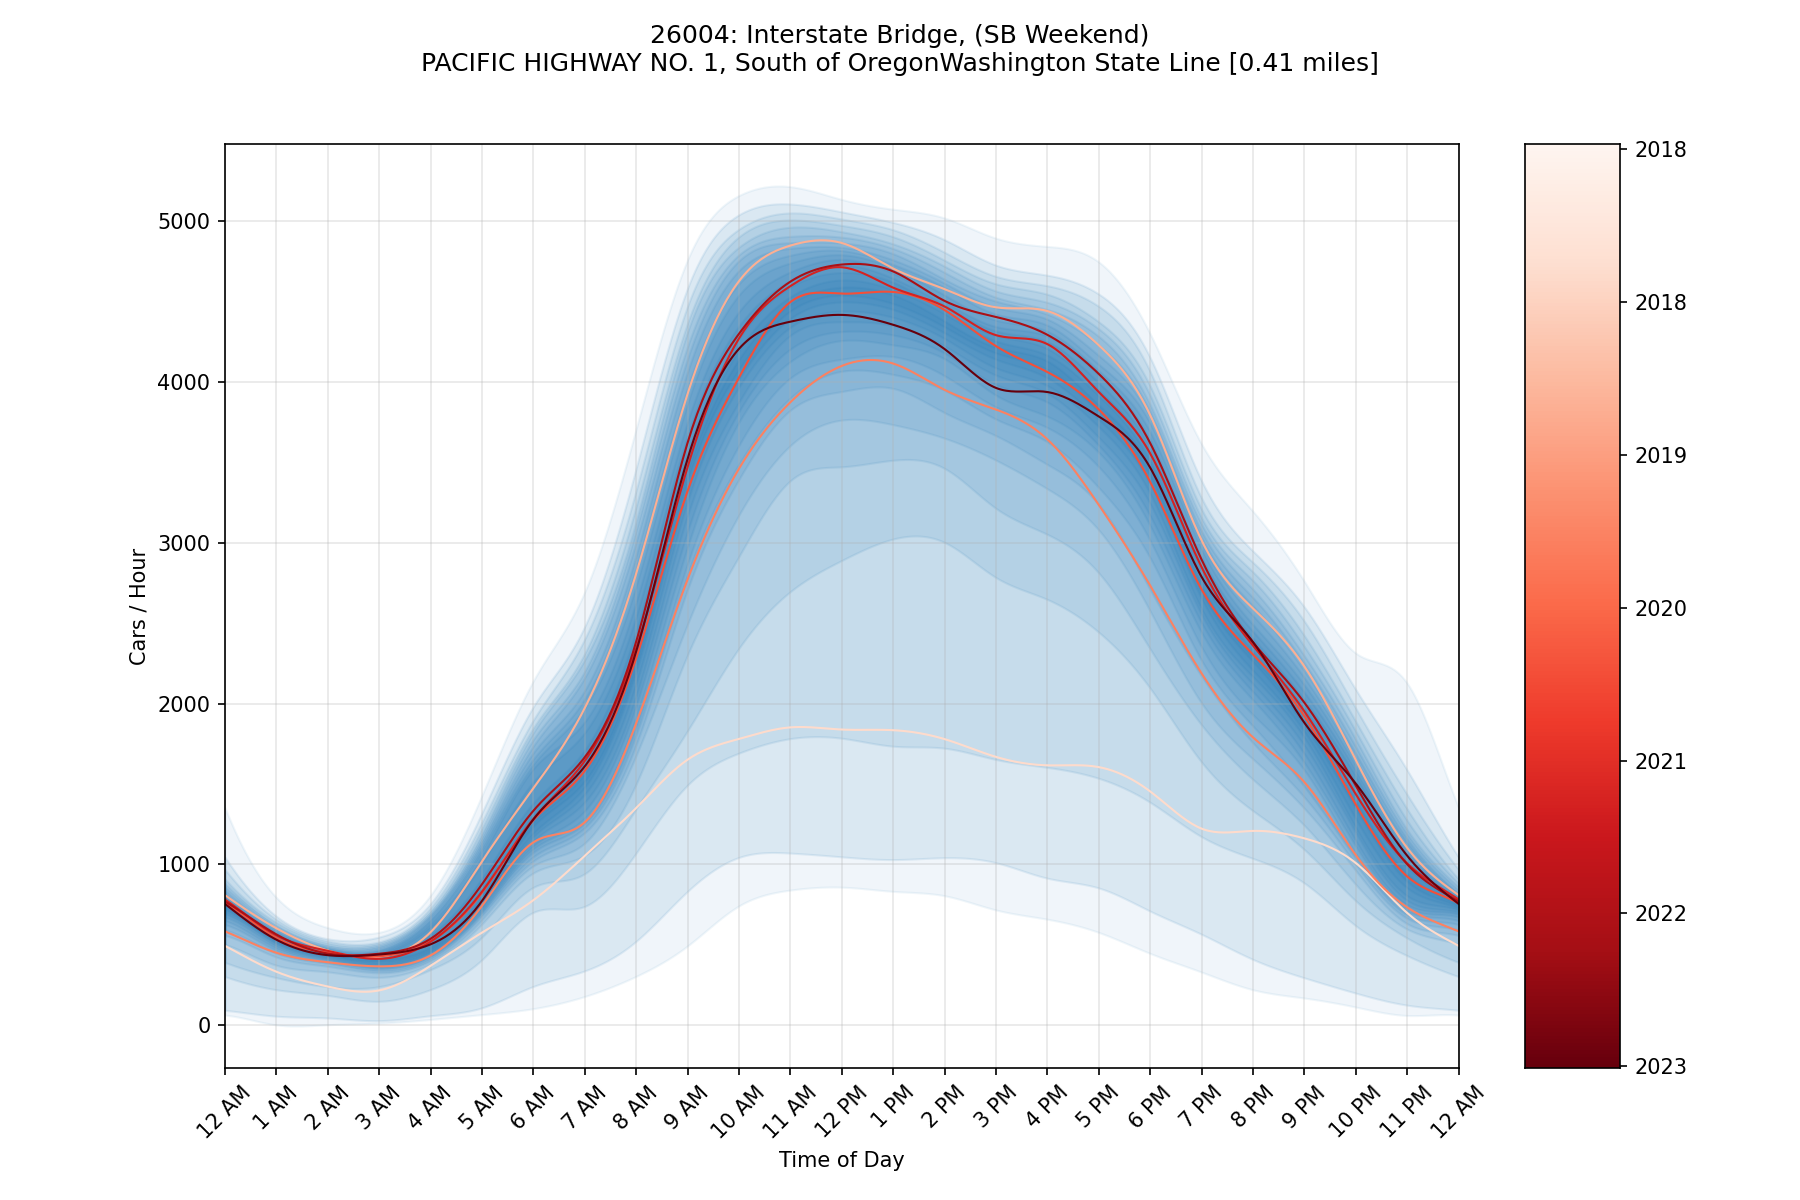 26004: Interstate Bridge, (SB Weekend)
PACIFIC HIGHWAY NO. 1, South of OregonWashington State Line [0.41 miles]
5000
4000
3000
2000
1000
0
Cars / Hour
12 AM
1 AM
2 AM
3 AM
4 AM
5 AM
6 AM
7 AM
8 AM
9 AM
10 AM
11 AM
12 PM
1 PM
2 PM
3 PM
4 PM
5 PM
6 PM
7 PM
8 PM
9 PM
10 PM
11 PM
12 AM
Time of Day
2018
2018
2019
2020
2021
2022
2023